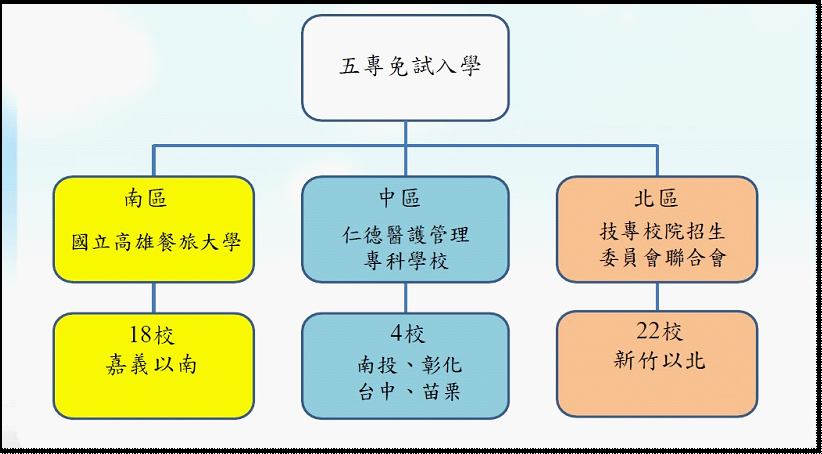 五專免試入學
南區
國立高雄餐旅大學
中區
仁德醫護管理
專科學校
北區
技專校院招生
委員會聯合會
18校
嘉義以南
4校
南投、彰化
台中、苗栗
22校
新竹以北